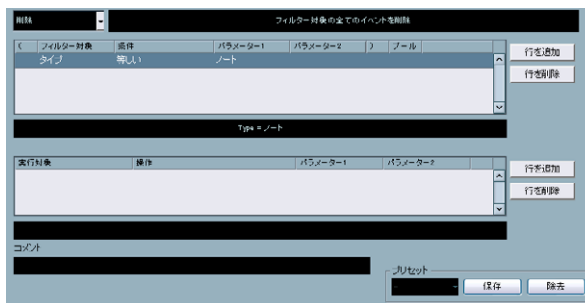 削除 フィルター対象の全てのイベントを削除
( フィルター対象 条件 パラメーター1 パラメーター2 ) ブール
タイプ 等しい ノート
行を追加
行を削除
Type = ノート
実行対象 操作 パラメーター1 パラメーター2
行を追加
行を削除
コメント
プリセット
- 保存 除去